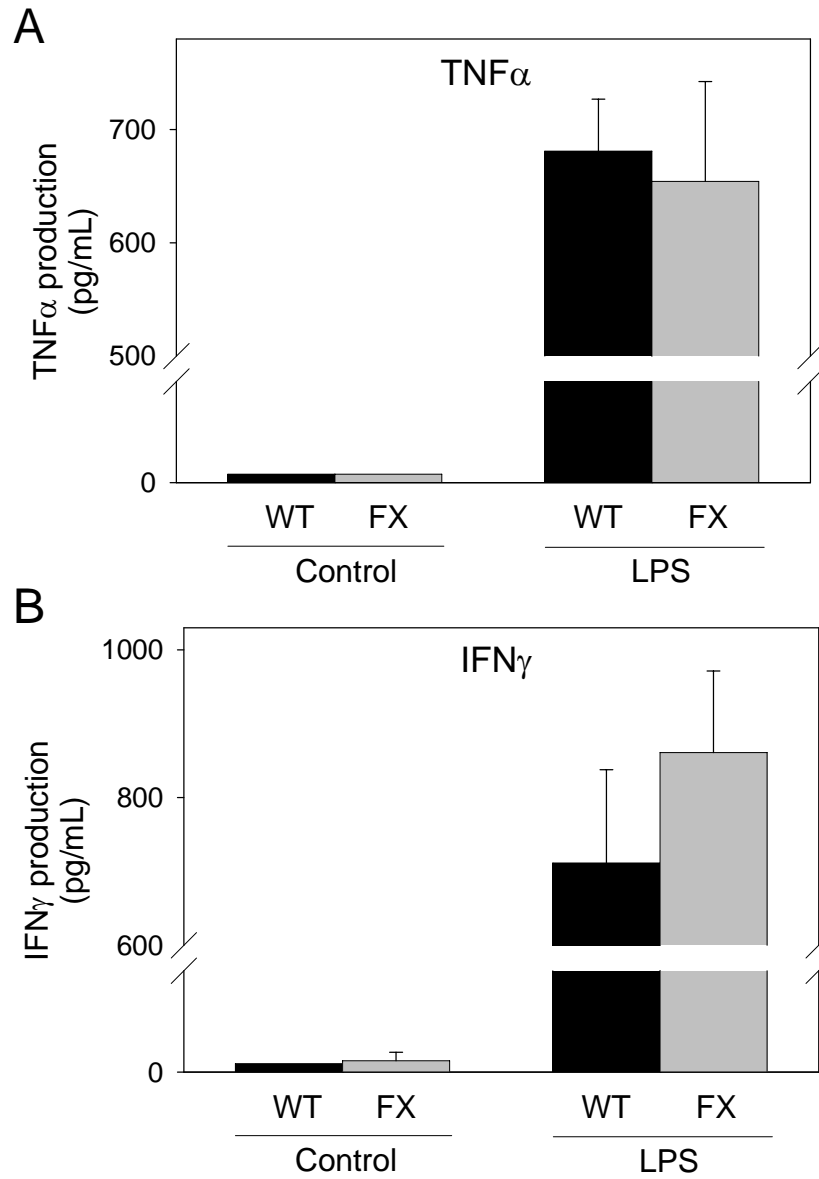 A
TNFα
TNFα production
(pg/mL)
700
600
500
0
WT FX WT FX
Control LPS
B
IFNγ
IFNγ production
(pg/mL)
1000
800
600
0
WT FX WT FX
Control LPS